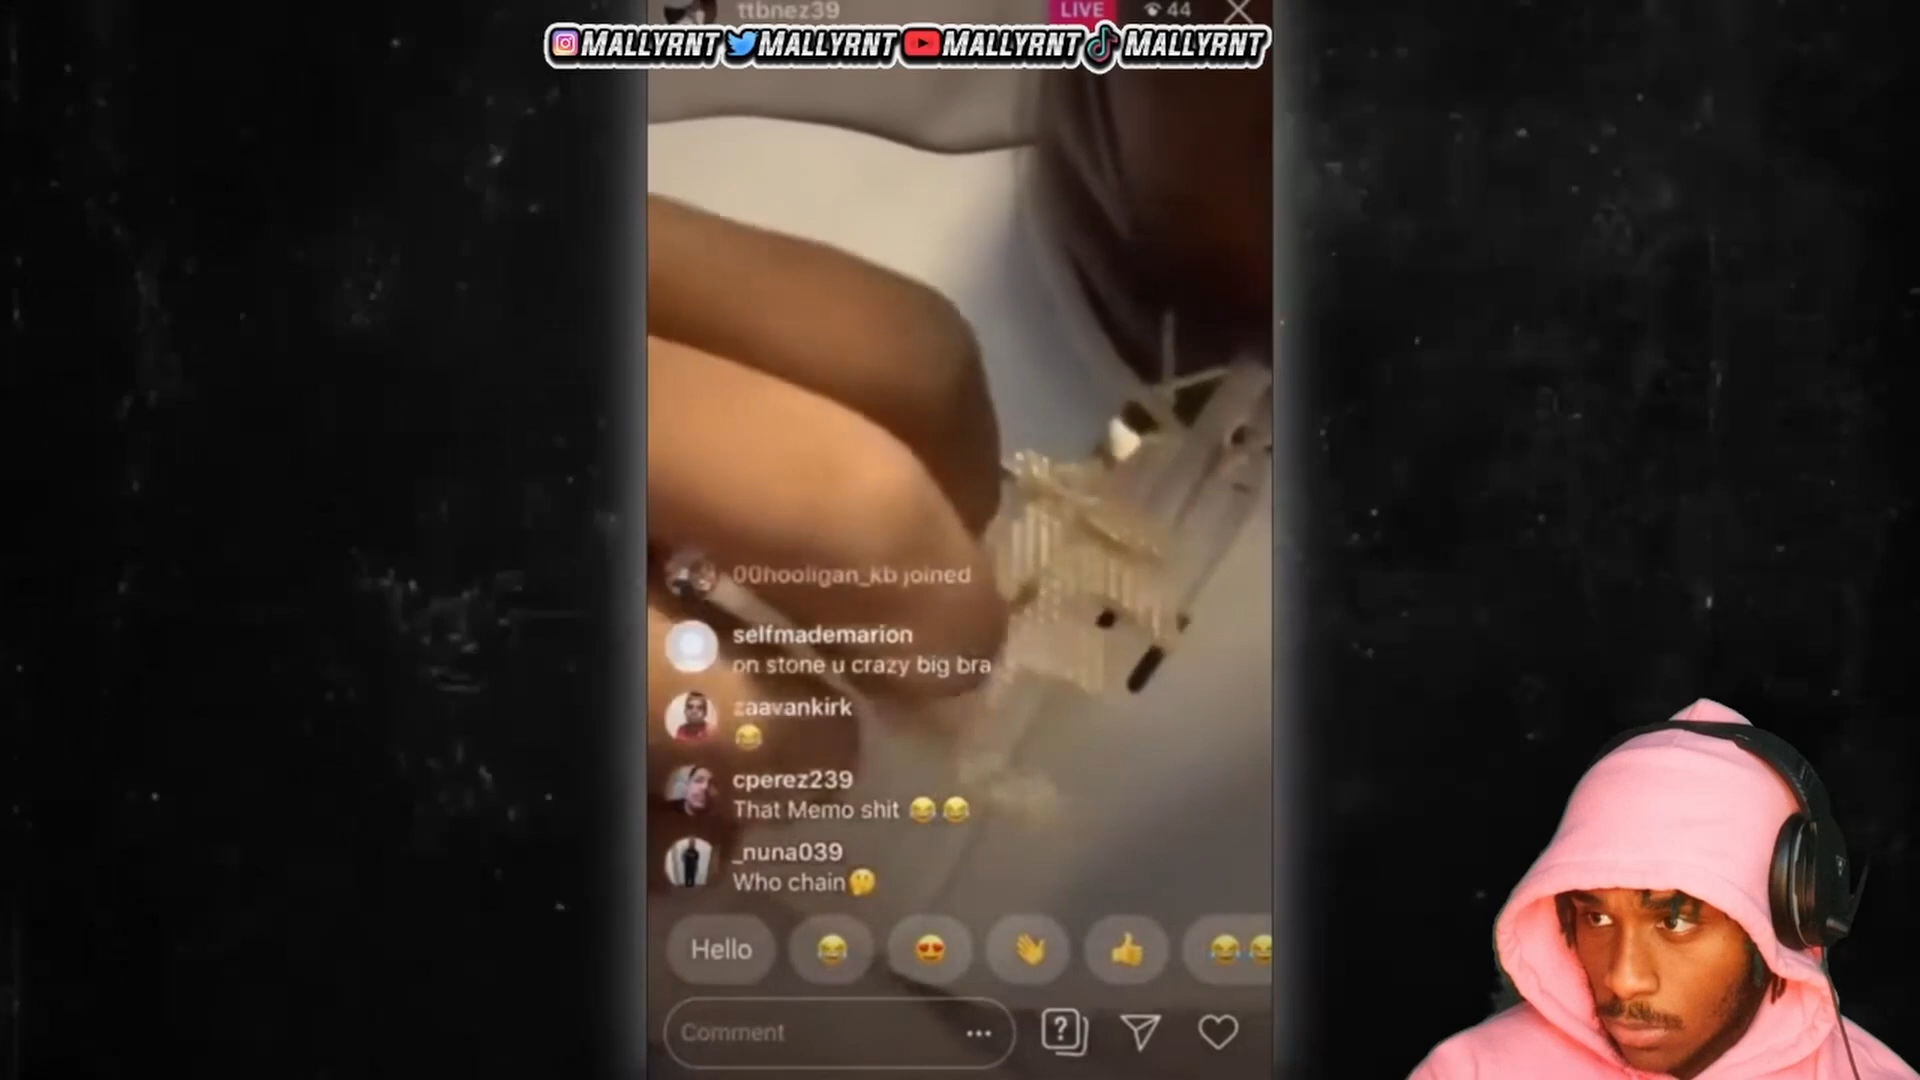 ttbnez39 LIVE 44
MALLYRNT MALLYRNT MALLYRNT MALLYRNT
00hooligan_kb joined
selfmademarion
on stone u crazy big bra
zaavankirk
😂
cperez239
That Memo shit 😂😂
_nuna039
Who chain🤔
Hello 😂 😍 👋 👍 😂😂
Comment